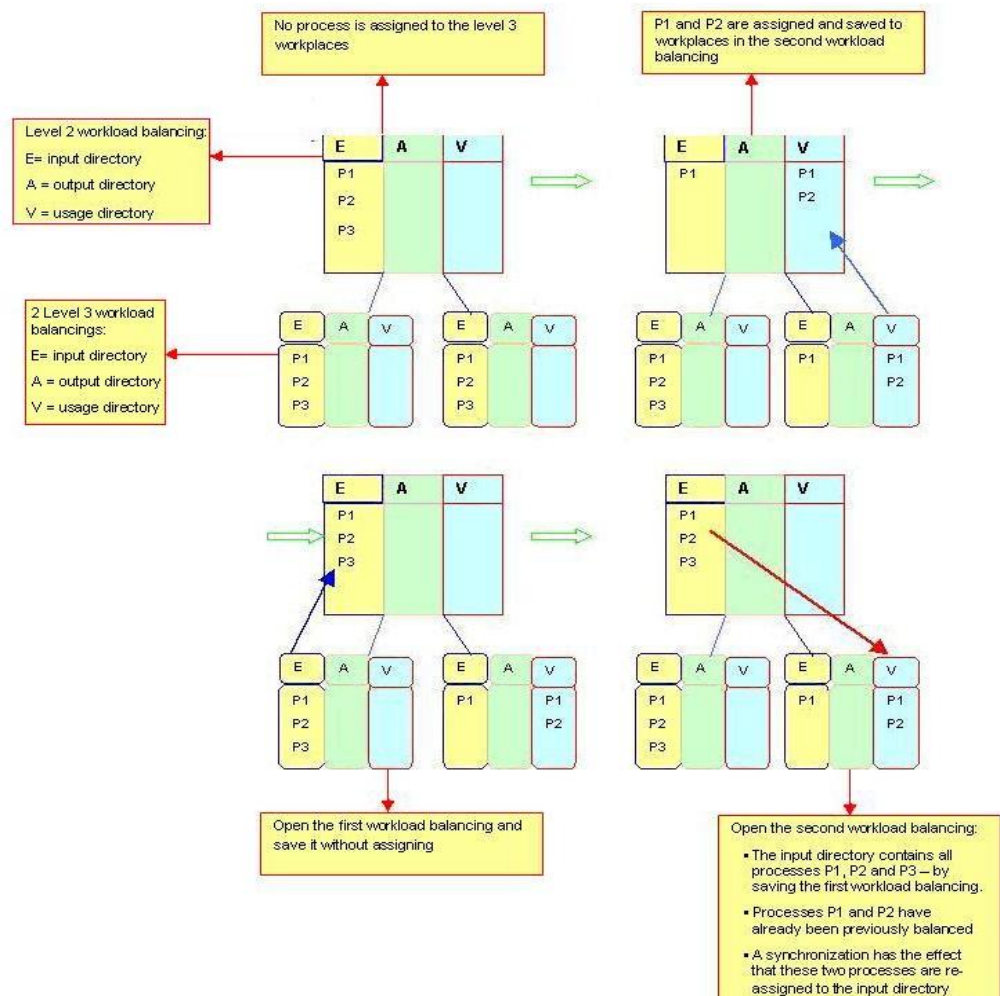 No process is assigned to the level 3
workplaces
P1 and P2 are assigned and saved to
workplaces in the second workload
balancing
Level 2 workload balancing:
E= input directory
A = output directory
V = usage directory
E A V
P1
P2
P3
E A V
P1 P1
P2
2 Level 3 workload
balancings:
E= input directory
A = output directory
V = usage directory
E A V
P1
P2
P3
E A V
P1
P2
P3
E A V
P1
P2
P3
E A V
P1 P1
P2
E A V
P1
P2
P3
E A V
P1
P2
P3
E A V
P1
P2
P3
E A V
P1 P1
P2
E A V
P1
P2
P3
E A V
P1 P1
P2
Open the first workload balancing and
save it without assigning
Open the second workload balancing:
▪ The input directory contains all
processes P1, P2 and P3 – by
saving the first workload balancing.
▪ Processes P1 and P2 have
already been previously balanced
▪ A synchronization has the effect
that these two processes are re-
assigned to the input directory